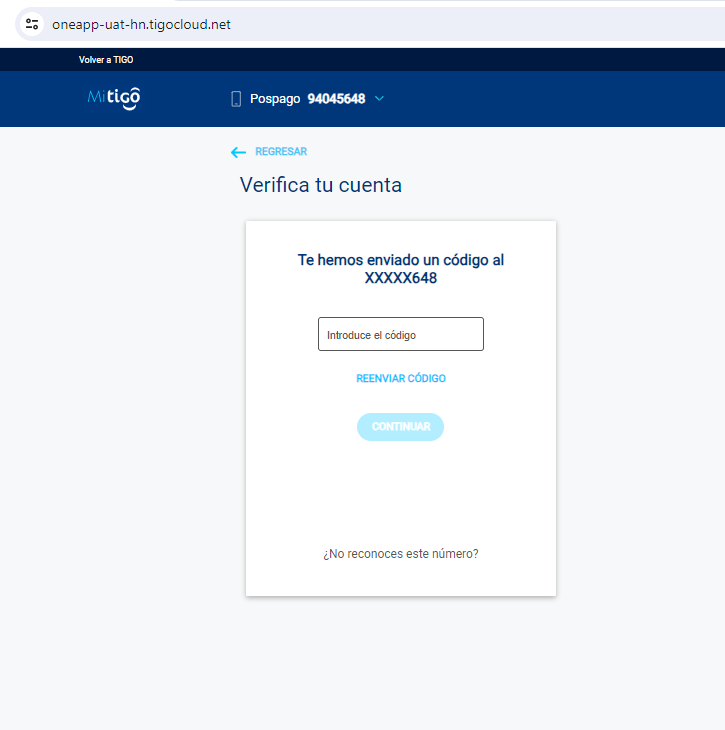 oneapp-uat-hn.tigocloud.net
Volver a TIGO
Mi tigo
Pospago 94045648
REGRESAR
Verifica tu cuenta
Te hemos enviado un código al
XXXXX648
Introduce el código
REENVIAR CÓDIGO
CONTINUAR
¿No reconoces este número?